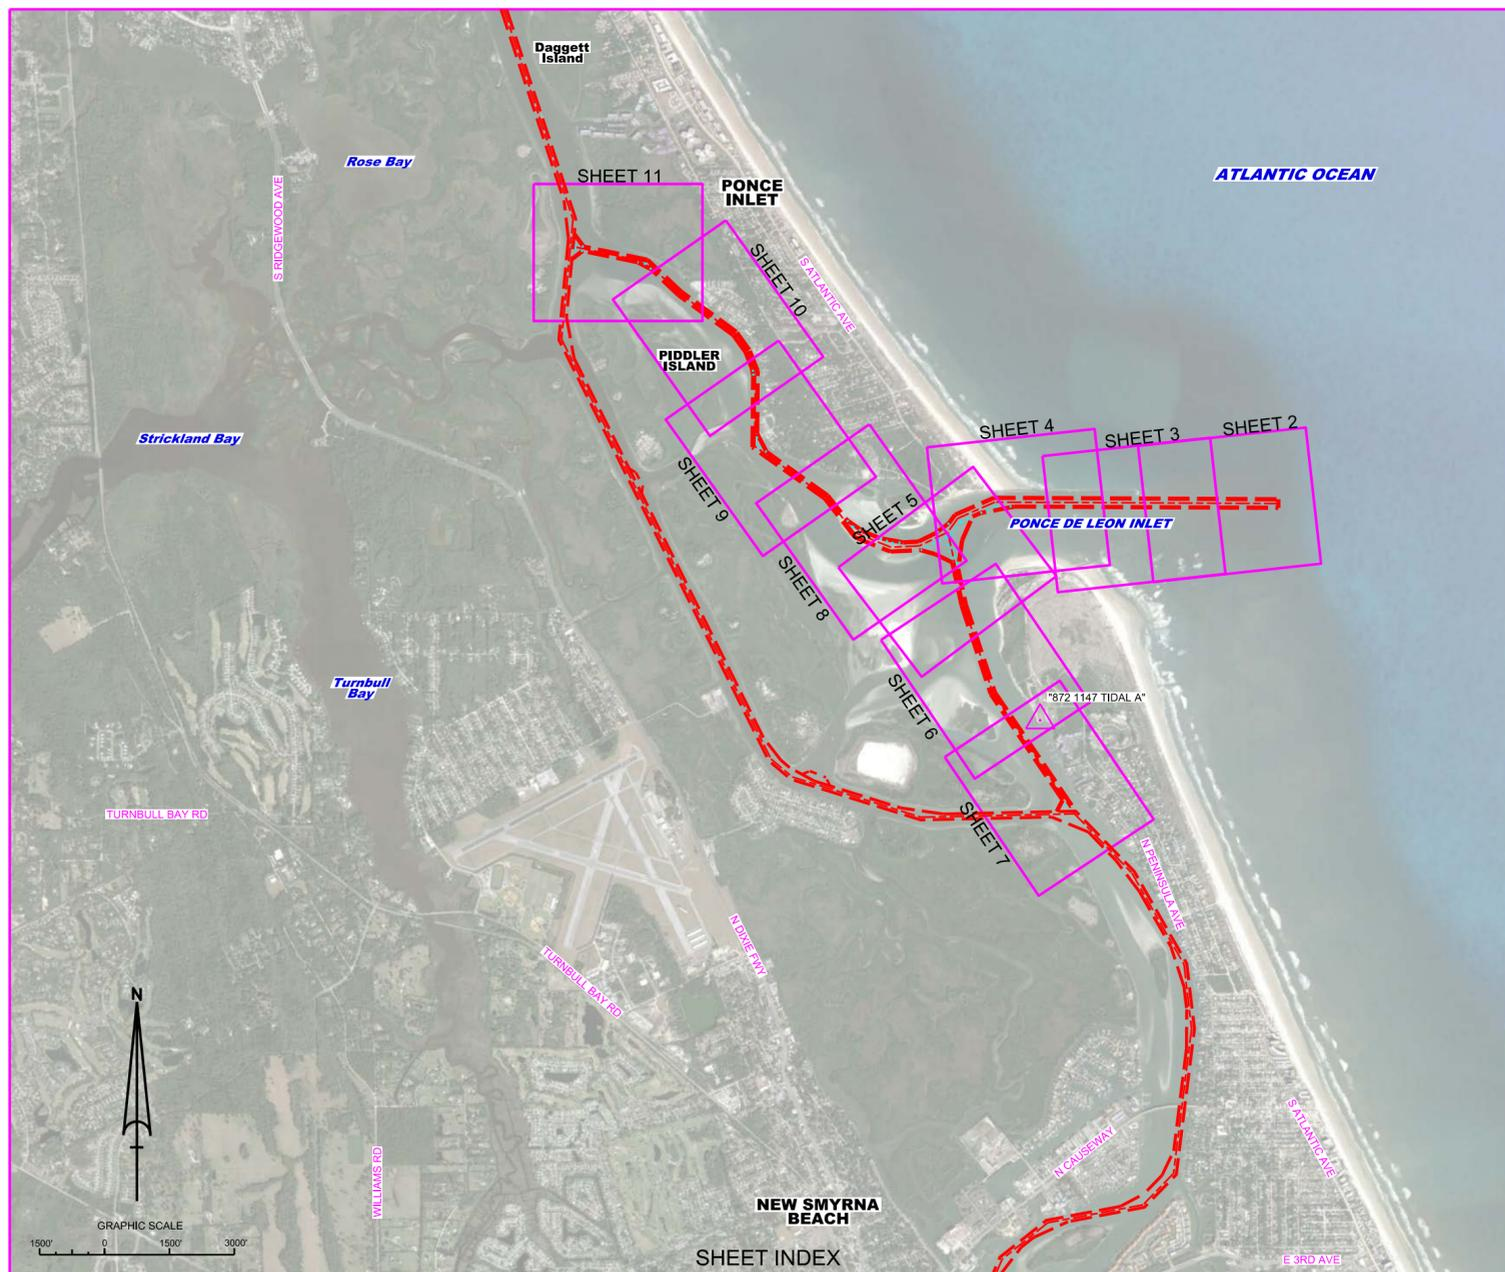 Daggett
Island
Rose Bay
ATLANTIC OCEAN
SHEET 11
PONCE
INLET
S RIDGEWOOD AVE
SHEET 10
S ATLANTIC AVE
PIDDLER
ISLAND
Strickland Bay
SHEET 4
SHEET 3
SHEET 2
SHEET 9
SHEET 5
PONCE DE LEON INLET
SHEET 8
Turnbull
Bay
SHEET 6
"872 1147 TIDAL A"
TURNBULL BAY RD
SHEET 7
N PENINSULA AVE
N DIXIE FWY
TURNBULL BAY RD
N
S ATLANTIC AVE
N CAUSEWAY
WILLIAMS RD
NEW SMYRNA
BEACH
GRAPHIC SCALE
1500' 0 1500' 3000'
SHEET INDEX
E 3RD AVE